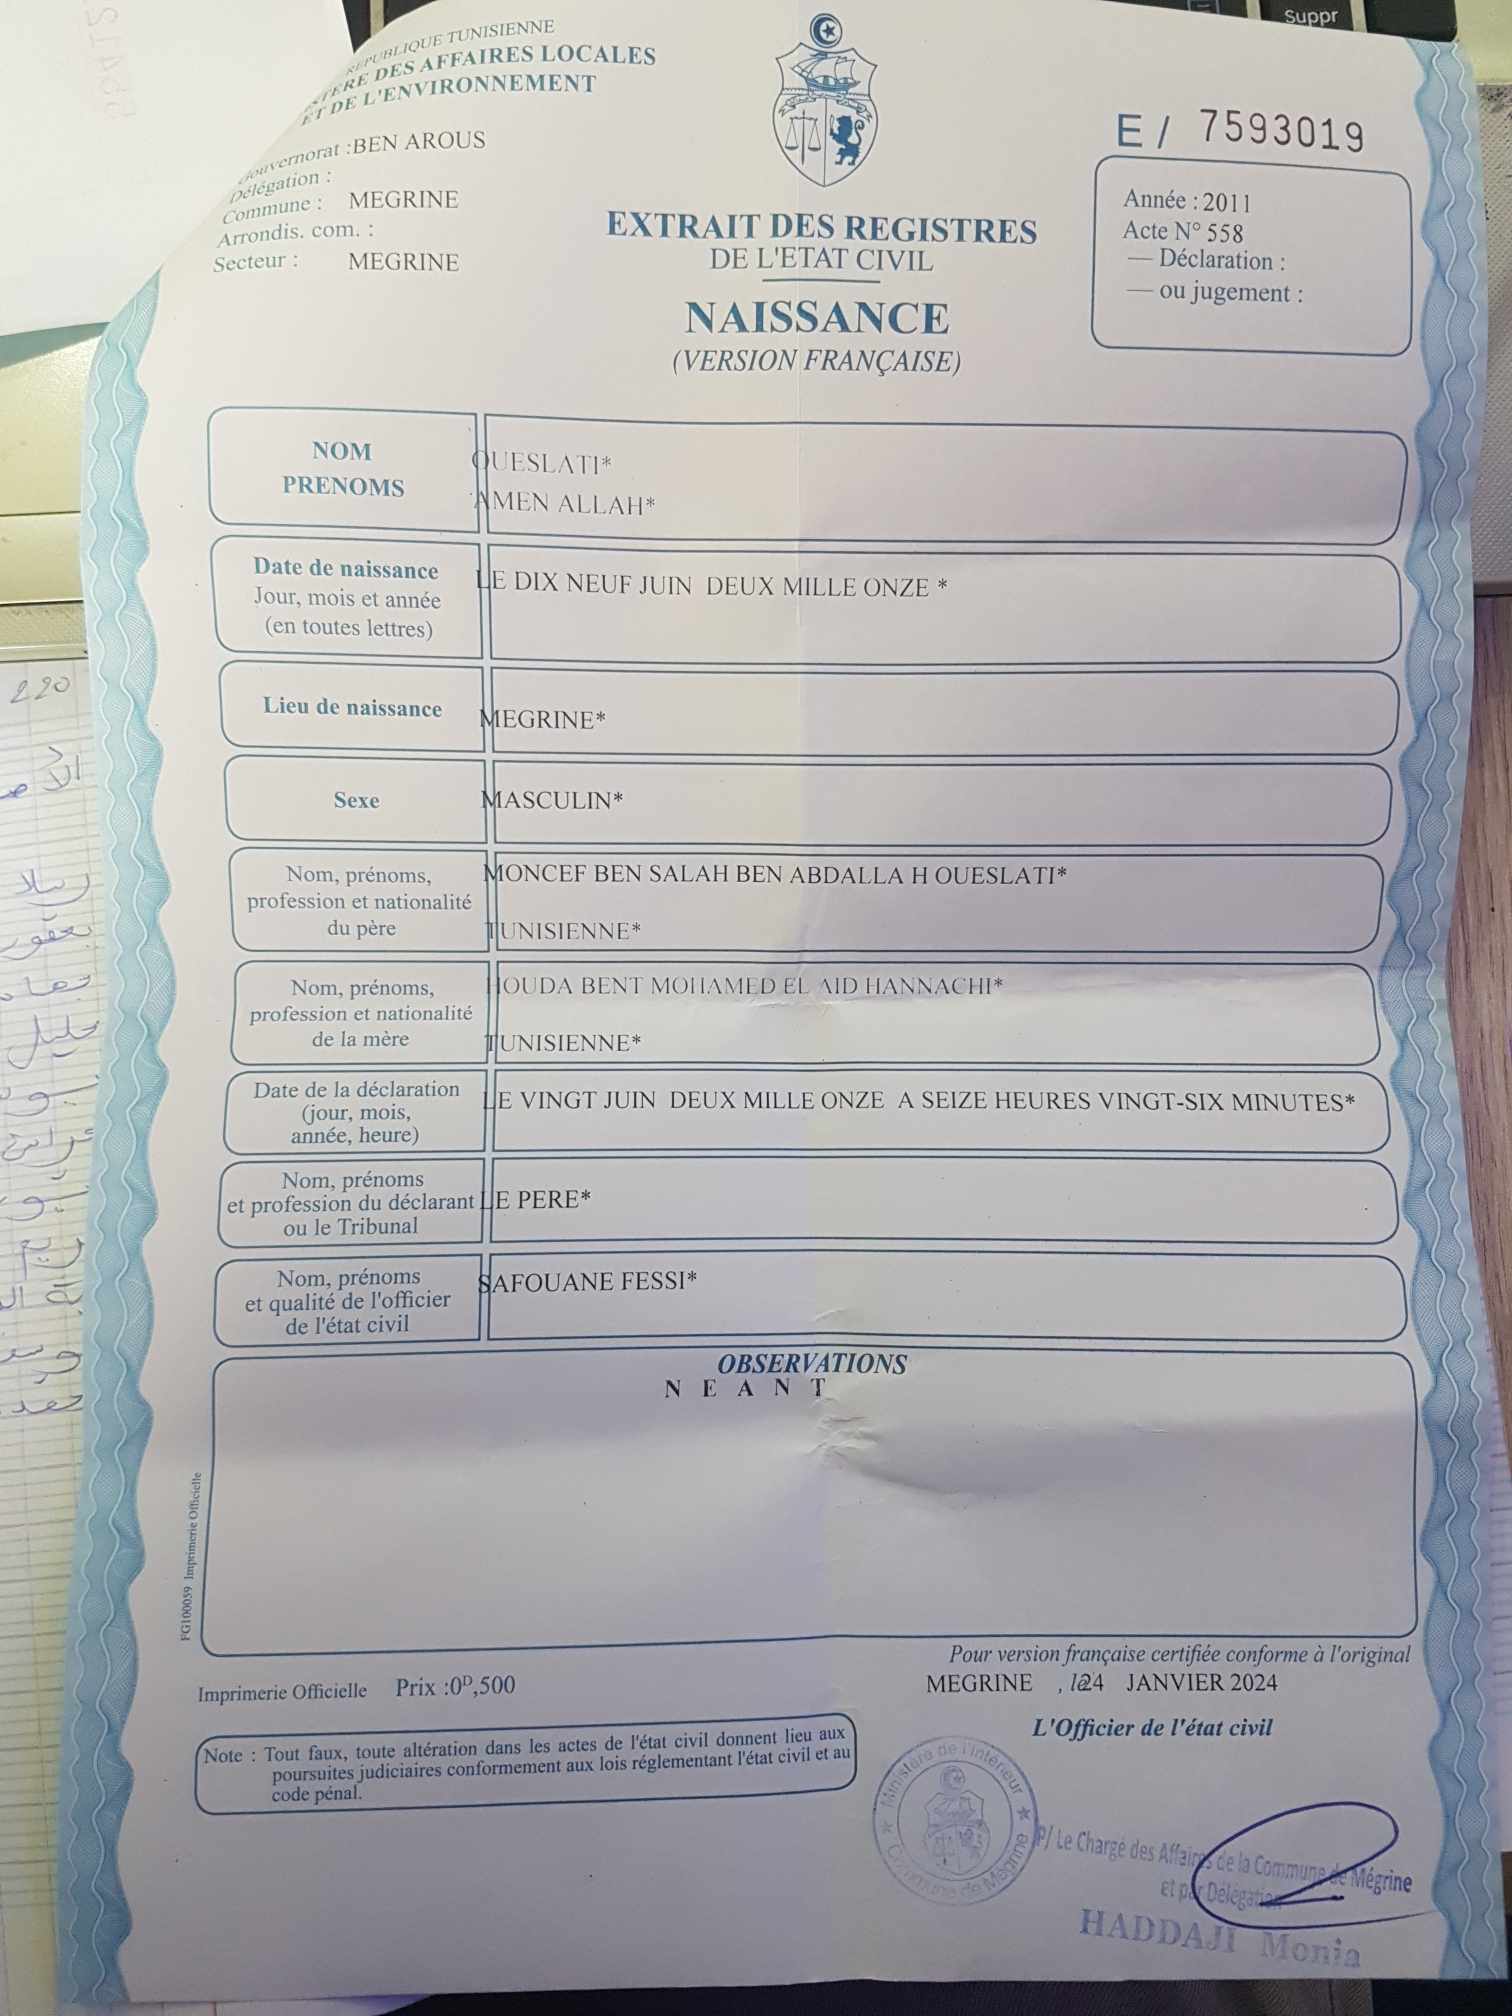 RÉPUBLIQUE TUNISIENNE
DES AFFAIRES LOCALES
ET DE L'ENVIRONNEMENT
Gouvernorat : BEN AROUS
Délégation :
Commune : MEGRINE
Arrondis. com. :
Secteur : MEGRINE
EXTRAIT DES REGISTRES
DE L'ETAT CIVIL
NAISSANCE
(VERSION FRANÇAISE)
E / 7593019
Année : 2011
Acte N° 558
— Déclaration :
— ou jugement :
NOM OUESLATI*
PRENOMS AMEN ALLAH*
Date de naissance LE DIX NEUF JUIN DEUX MILLE ONZE *
Jour, mois et année
(en toutes lettres)
Lieu de naissance MEGRINE*
Sexe MASCULIN*
Nom, prénoms, MONCEF BEN SALAH BEN ABDALLA H OUESLATI*
profession et nationalité
du père TUNISIENNE*
Nom, prénoms, HOUDA BENT MOHAMED EL AID HANNACHI*
profession et nationalité
de la mère TUNISIENNE*
Date de la déclaration LE VINGT JUIN DEUX MILLE ONZE A SEIZE HEURES VINGT-SIX MINUTES*
(jour, mois,
année, heure)
Nom, prénoms
et profession du déclarant LE PERE*
ou le Tribunal
Nom, prénoms SAFOUANE FESSI*
et qualité de l'officier
de l'état civil
OBSERVATIONS
N E A N T
FG100059 Imprimerie Officielle
Pour version française certifiée conforme à l'original
MEGRINE , le 24 JANVIER 2024
L'Officier de l'état civil
Imprimerie Officielle Prix :0D,500
Note : Tout faux, toute altération dans les actes de l'état civil donnent lieu aux
poursuites judiciaires conformement aux lois réglementant l'état civil et au
code pénal.
Ministère de l'Intérieur
Commune de Mégrine
P/ Le Chargé des Affaires de la Commune de Mégrine
et par Délégation
HADDAJI Monia
Suppr
220